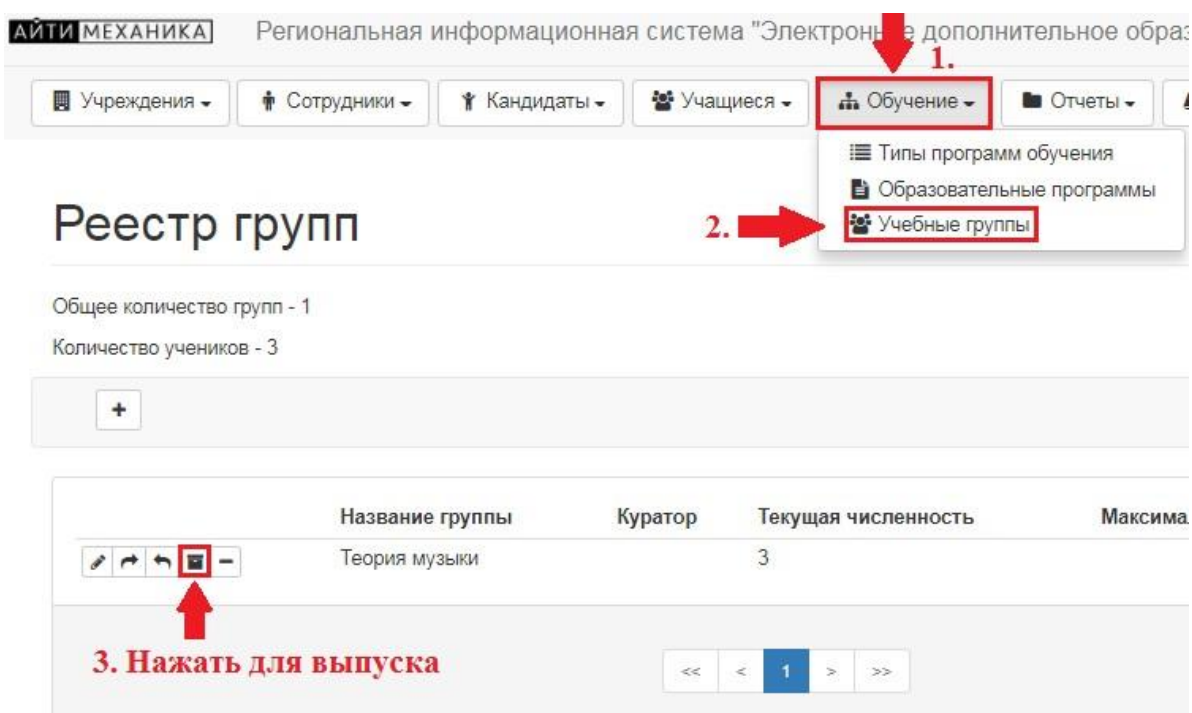 АЙТИ МЕХАНИКА Региональная информационная система "Электронное дополнительное образ
1.
Учреждения Сотрудники Кандидаты Учащиеся Обучение Отчеты
Типы программ обучения
Образовательные программы
2. Учебные группы
Реестр групп
Общее количество групп - 1
Количество учеников - 3
+
Название группы Куратор Текущая численность Максима
Теория музыки 3
3. Нажать для выпуска
<< < 1 > >>